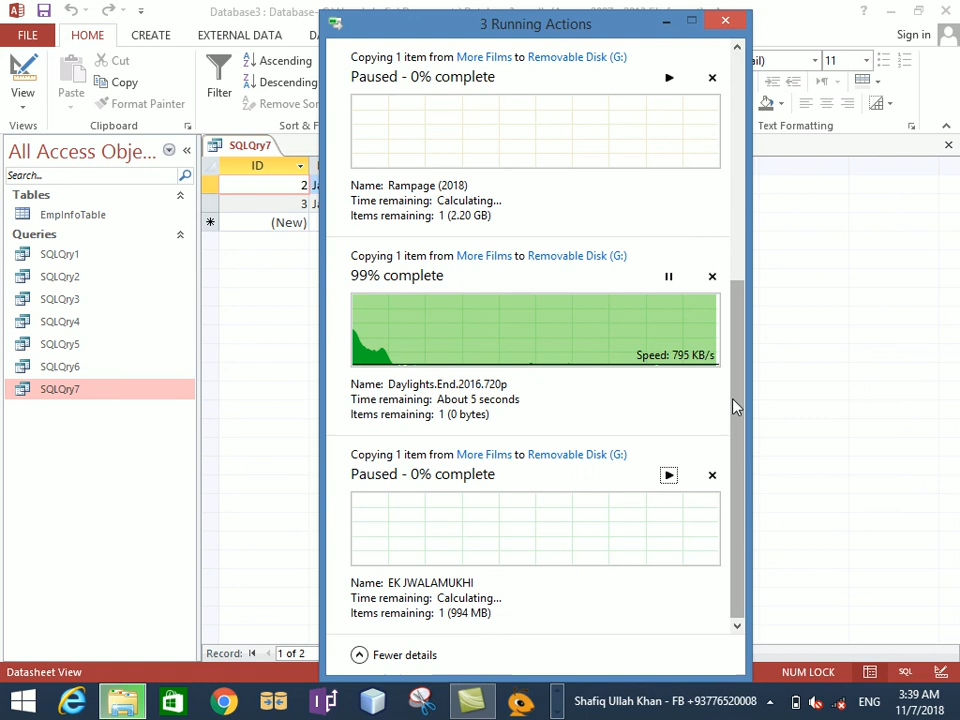 Database3 : Database-
3 Running Actions
FILE HOME CREATE EXTERNAL DATA
Sign in
View
Views
Paste
Cut
Copy
Format Painter
Clipboard
Filter
Ascending
Descending
Remove Sor
Sort &
11
Text Formatting
All Access Obje...
Search...
Tables
EmpInfoTable
Queries
SQLQry1
SQLQry2
SQLQry3
SQLQry4
SQLQry5
SQLQry6
SQLQry7
SQLQry7
ID
2 Ja
3 Ja
(New)
Copying 1 item from More Films to Removable Disk (G:)
Paused - 0% complete
Name: Rampage (2018)
Time remaining: Calculating...
Items remaining: 1 (2.20 GB)
Copying 1 item from More Films to Removable Disk (G:)
99% complete
Speed: 795 KB/s
Name: Daylights.End.2016.720p
Time remaining: About 5 seconds
Items remaining: 1 (0 bytes)
Copying 1 item from More Films to Removable Disk (G:)
Paused - 0% complete
Name: EK JWALAMUKHI
Time remaining: Calculating...
Items remaining: 1 (994 MB)
Fewer details
Record: 1 of 2
Datasheet View
NUM LOCK
SQL
Shafiq Ullah Khan - FB +93776520008
ENG
3:39 AM
11/7/2018